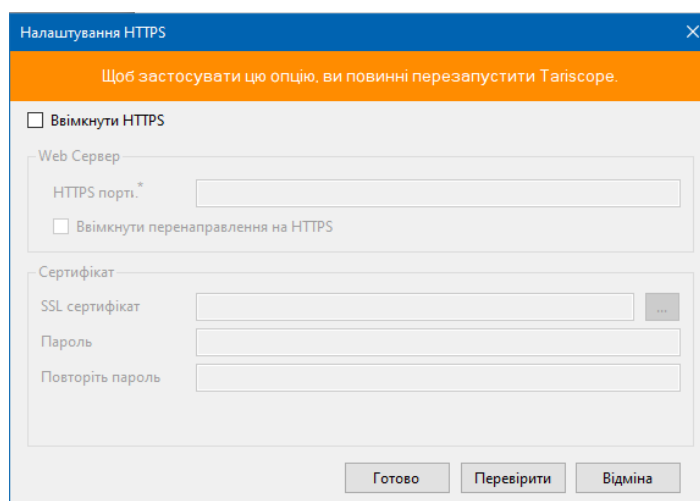 Налаштування HTTPS
Щоб застосувати цю опцію, ви повинні перезапустити Tariscope.
Ввімкнути HTTPS
Web Сервер
HTTPS порті.*
Ввімкнути перенаправлення на HTTPS
Сертифікат
SSL сертифікат
...
Пароль
Повторіть пароль
Готово Перевірити Відміна